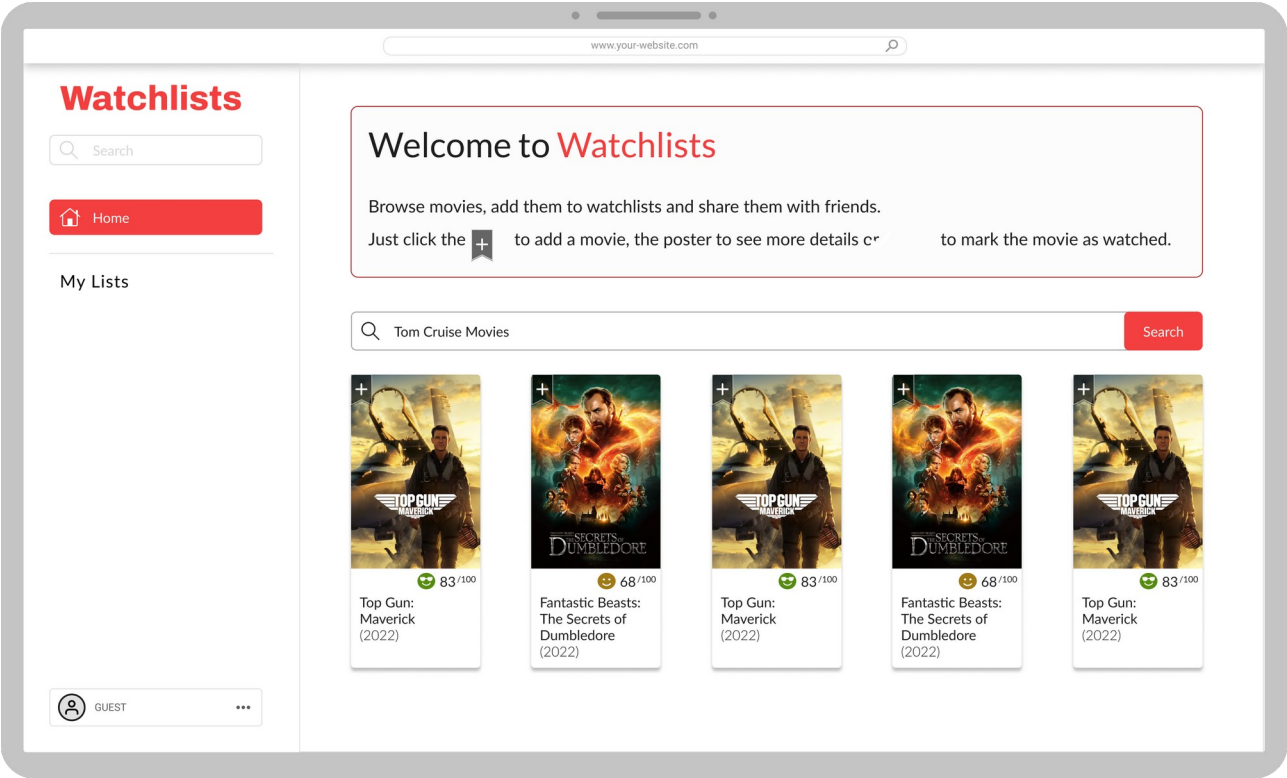 www.your-website.com
Watchlists
Search
Home
My Lists
GUEST
Welcome to Watchlists
Browse movies, add them to watchlists and share them with friends.
Just click the + to add a movie, the poster to see more details or to mark the movie as watched.
Tom Cruise Movies
Search
TOP GUN
MAVERICK
83/100
Top Gun:
Maverick
(2022)
SECRETS OF
DUMBLEDORE
68/100
Fantastic Beasts:
The Secrets of
Dumbledore
(2022)
TOP GUN
MAVERICK
83/100
Top Gun:
Maverick
(2022)
SECRETS OF
DUMBLEDORE
68/100
Fantastic Beasts:
The Secrets of
Dumbledore
(2022)
TOP GUN
MAVERICK
83/100
Top Gun:
Maverick
(2022)